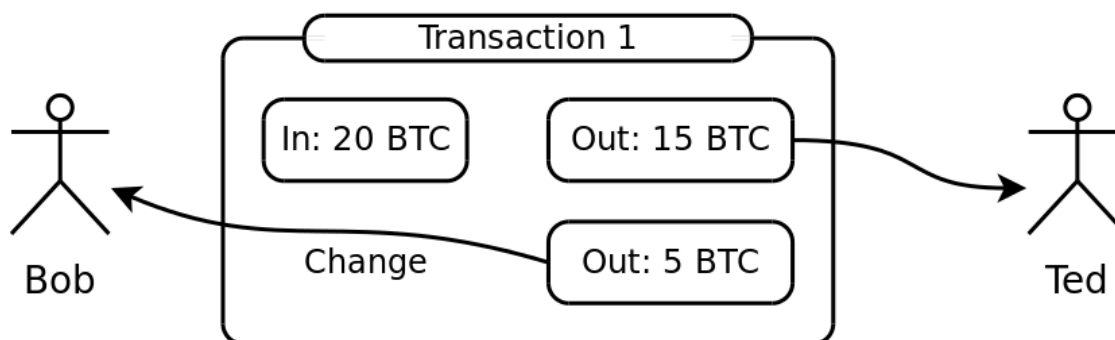 Transaction 1
In: 20 BTC
Out: 15 BTC
Change
Out: 5 BTC
Bob
Ted